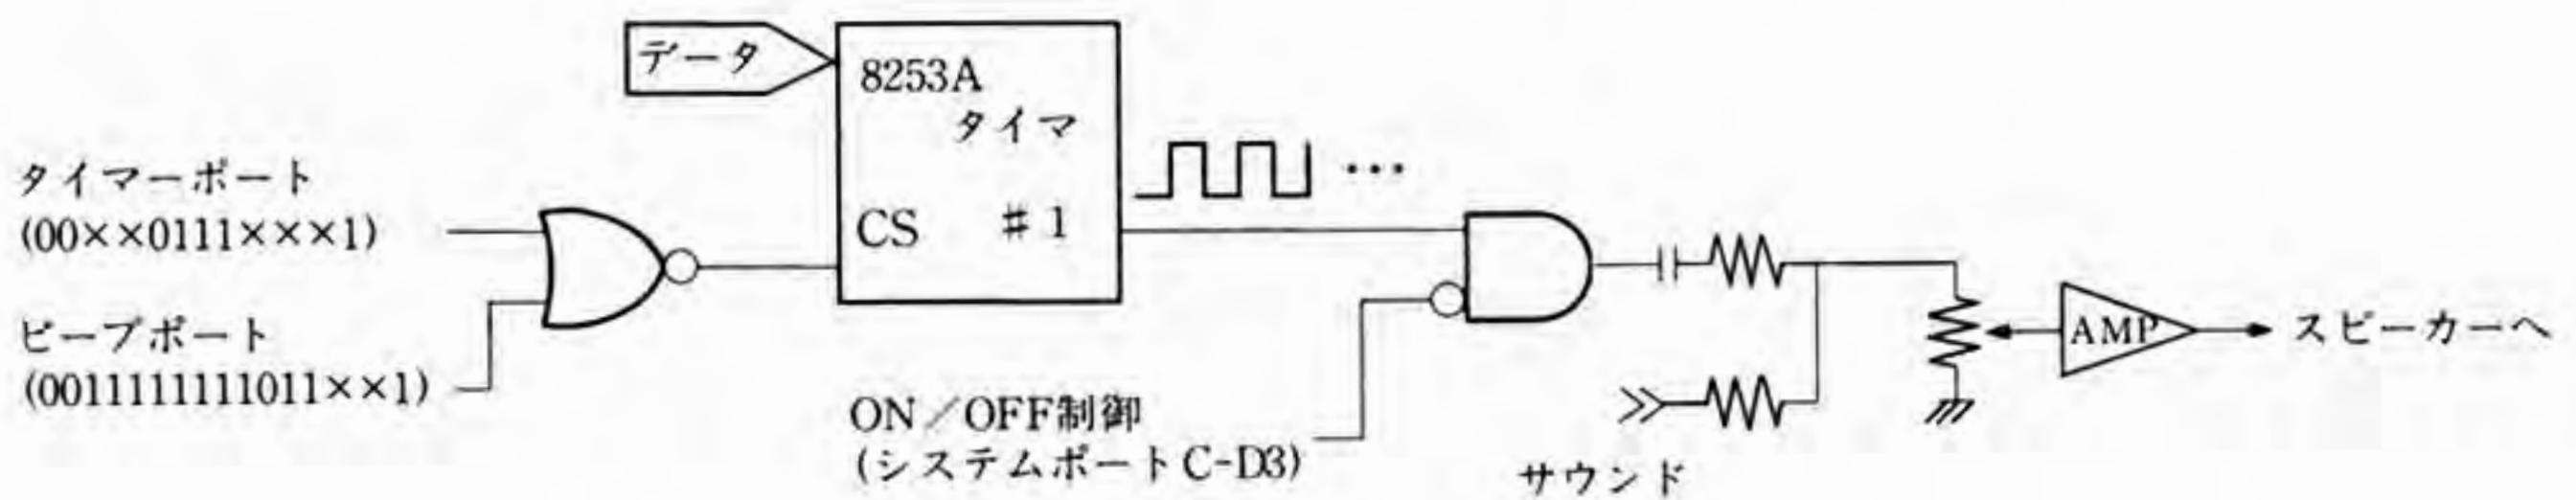 データ
8253A
タイマ
CS #1
タイマーポート
(00××0111×××1)
ビープポート
(0011111111011××1)
...
ON/OFF制御
(システムポートC-D3)
サウンド
AMP
スピーカーへ